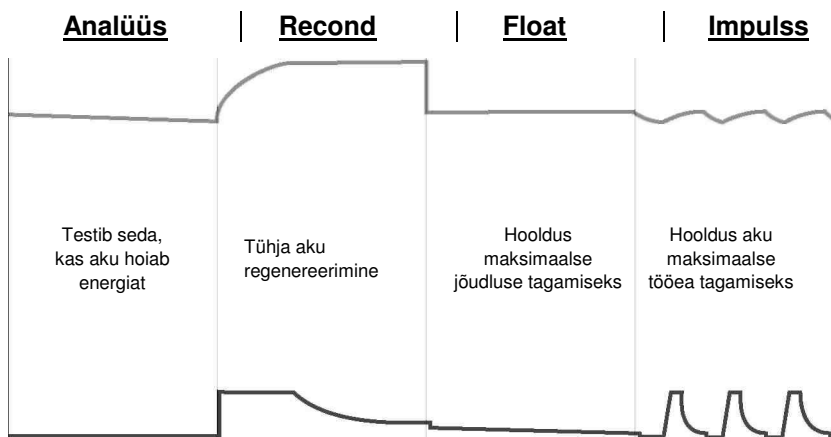 Analüüs | Recond | Float | Impulss
Testib seda,
kas aku hoiab
energiat
Tühja aku
regenereerimine
Hooldus
maksimaalse
jõudluse tagamiseks
Hooldus aku
maksimaalse
tööea tagamiseks